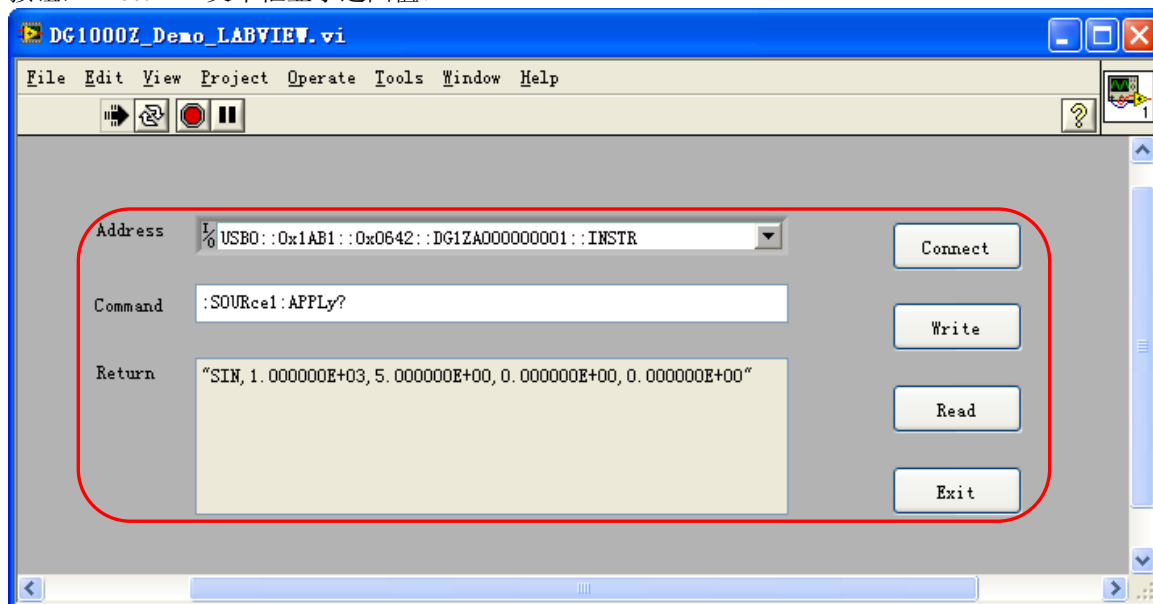 DG1000Z_Demo_LABVIEW.vi
File Edit View Project Operate Tools Window Help
1
Address
I/O USB0::0x1AB1::0x0642::DG1ZA000000001::INSTR
Connect
Command
:SOURce1:APPLy?
Write
Return
"SIN,1.000000E+03,5.000000E+00,0.000000E+00,0.000000E+00"
Read
Exit